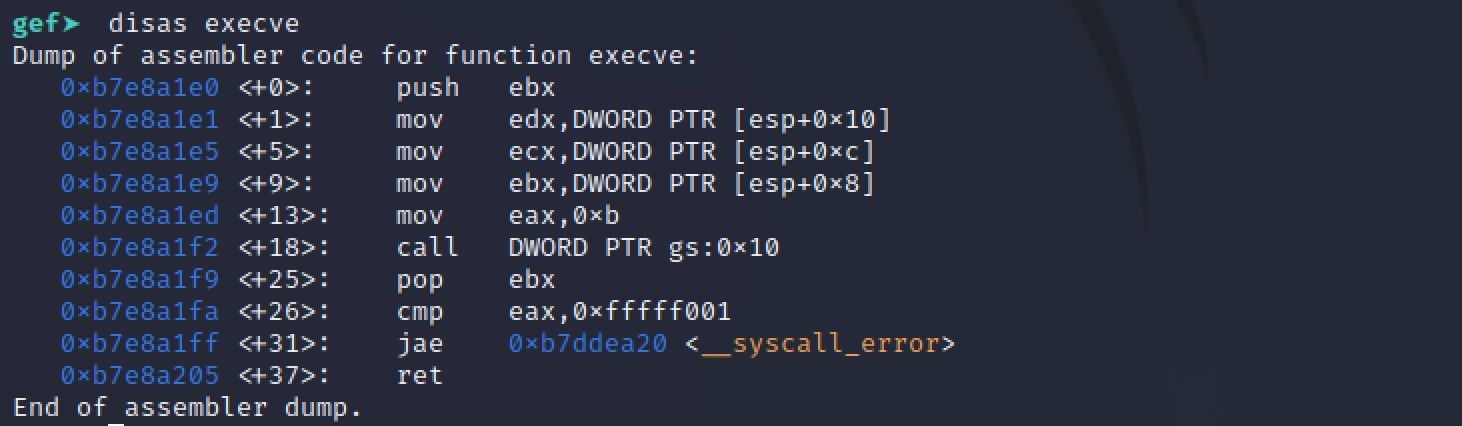 gef➤  disas execve
Dump of assembler code for function execve:
   0×b7e8a1e0 <+0>:     push   ebx
   0×b7e8a1e1 <+1>:     mov    edx,DWORD PTR [esp+0×10]
   0×b7e8a1e5 <+5>:     mov    ecx,DWORD PTR [esp+0×c]
   0×b7e8a1e9 <+9>:     mov    ebx,DWORD PTR [esp+0×8]
   0×b7e8a1ed <+13>:    mov    eax,0×b
   0×b7e8a1f2 <+18>:    call   DWORD PTR gs:0×10
   0×b7e8a1f9 <+25>:    pop    ebx
   0×b7e8a1fa <+26>:    cmp    eax,0×fffff001
   0×b7e8a1ff <+31>:    jae    0×b7ddea20 <__syscall_error>
   0×b7e8a205 <+37>:    ret
End of assembler dump.